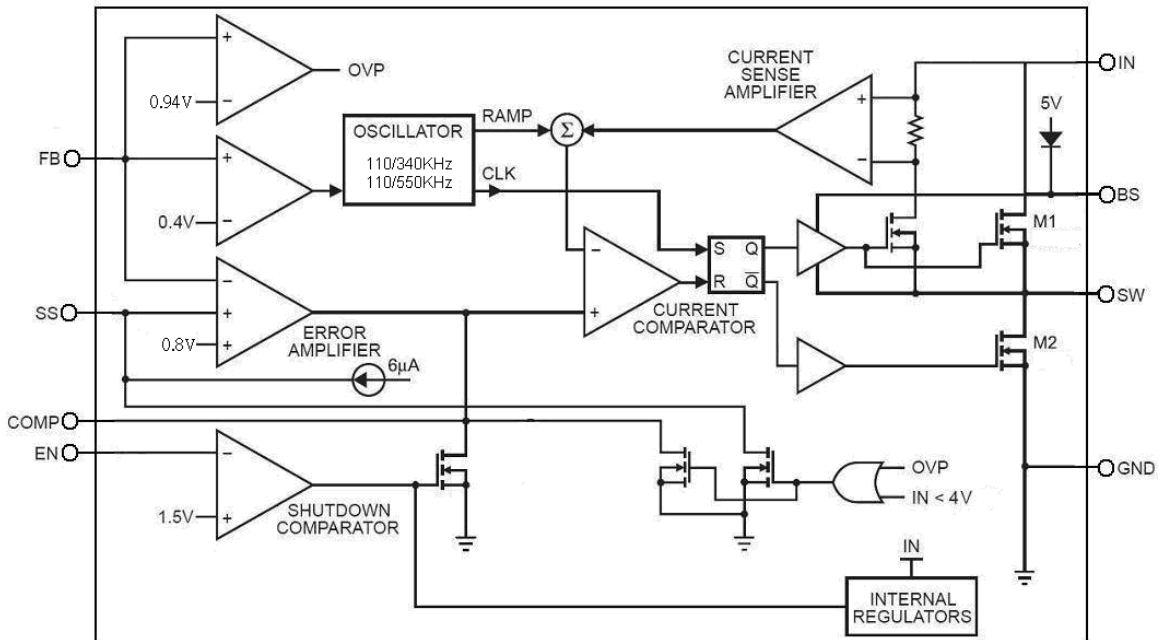 OVP
0.94V
FB
0.4V
OSCILLATOR
110/340KHz
110/550KHz
RAMP
CLK
Σ
CURRENT
SENSE
AMPLIFIER
IN
5V
BS
M1
S Q
R Q̅
CURRENT
COMPARATOR
SW
M2
SS
0.8V
ERROR
AMPLIFIER
6µA
COMP
EN
1.5V
SHUTDOWN
COMPARATOR
OVP
IN < 4V
GND
IN
INTERNAL
REGULATORS
+
−
+
−
−
+
+
−
+
+
−
−
+